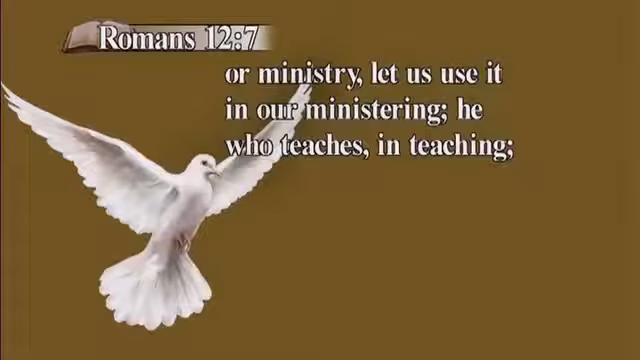 Romans 12:7
or ministry, let us use it
in our ministering; he
who teaches, in teaching;